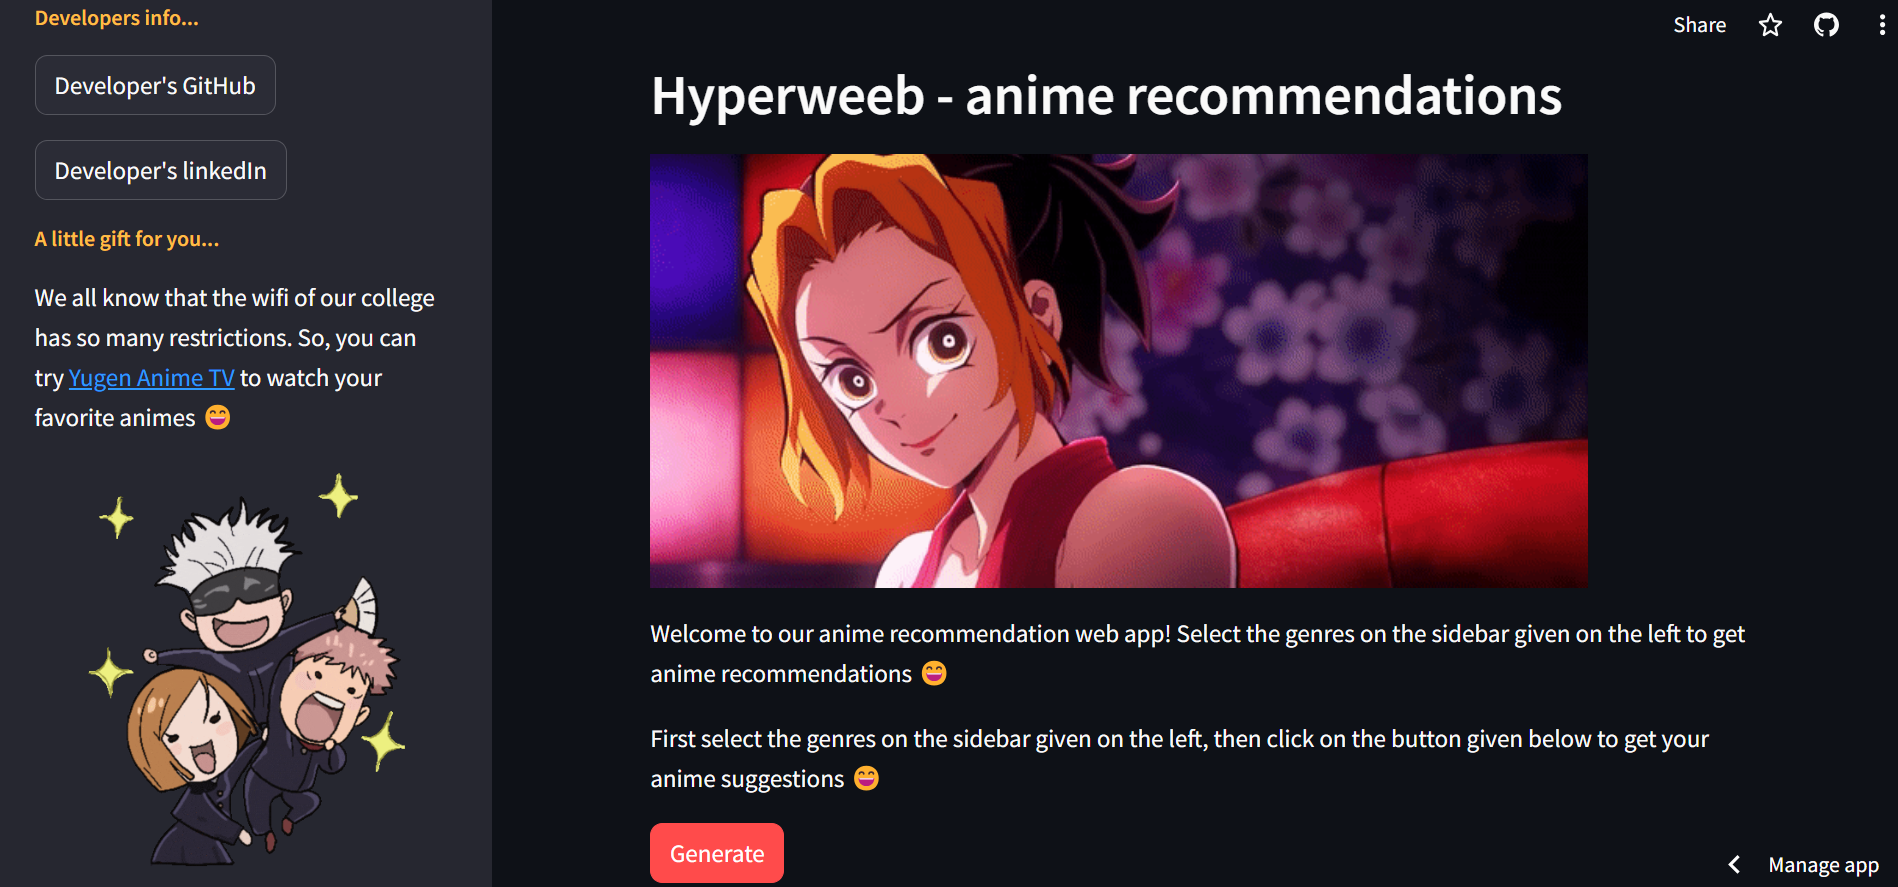 Developers info...
Developer's GitHub
Developer's linkedIn
A little gift for you...
We all know that the wifi of our college
has so many restrictions. So, you can
try Yugen Anime TV to watch your
favorite animes 😄
Share
Hyperweeb - anime recommendations
Welcome to our anime recommendation web app! Select the genres on the sidebar given on the left to get
anime recommendations 😄
First select the genres on the sidebar given on the left, then click on the button given below to get your
anime suggestions 😄
Generate
Manage app